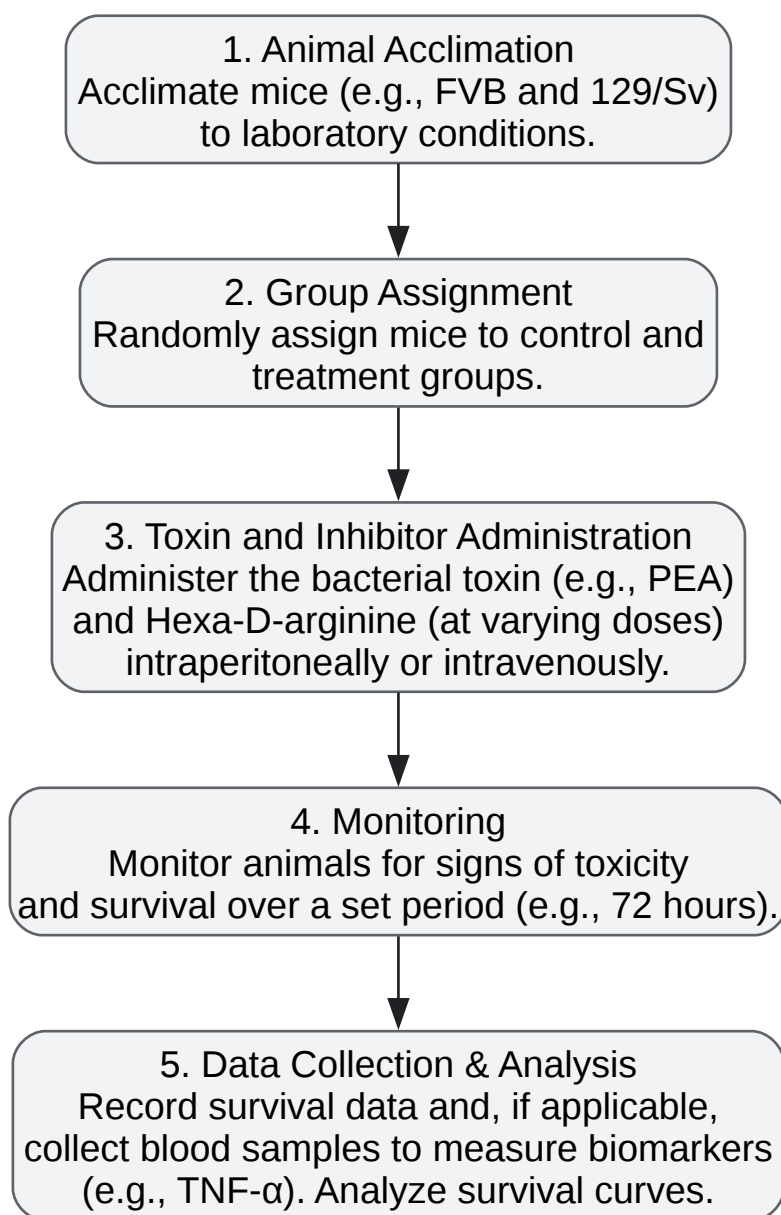 1. Animal Acclimation
Acclimate mice (e.g., FVB and 129/Sv)
to laboratory conditions.
2. Group Assignment
Randomly assign mice to control and
treatment groups.
3. Toxin and Inhibitor Administration
Administer the bacterial toxin (e.g., PEA)
and Hexa-D-arginine (at varying doses)
intraperitoneally or intravenously.
4. Monitoring
Monitor animals for signs of toxicity
and survival over a set period (e.g., 72 hours).
5. Data Collection & Analysis
Record survival data and, if applicable,
collect blood samples to measure biomarkers
(e.g., TNF-α). Analyze survival curves.